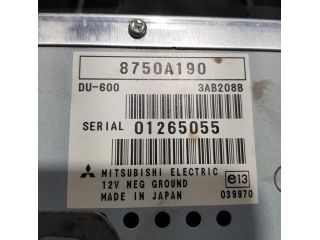 8750A190
DU-600 3AB208B
SERIAL 01265055
MITSUBISHI ELECTRIC
12V NEG GROUND
MADE IN JAPAN
e13
039970